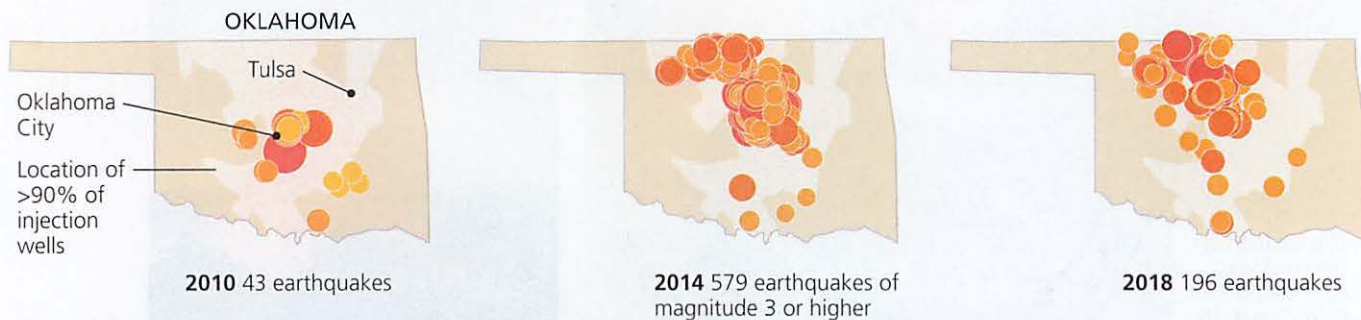 OKLAHOMA
Tulsa
Oklahoma
City
Location of
>90% of
injection
wells
2010 43 earthquakes
2014 579 earthquakes of
magnitude 3 or higher
2018 196 earthquakes